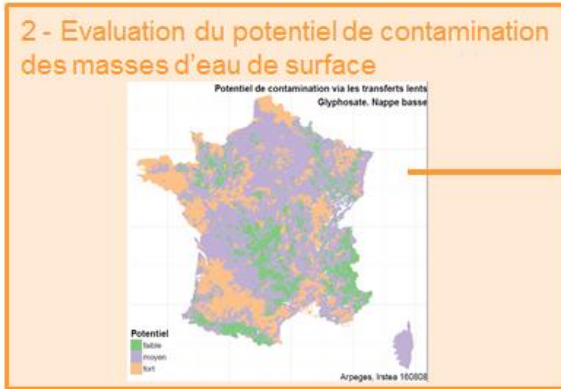 2 - Evaluation du potentiel de contamination
des masses d'eau de surface
Potentiel de contamination via les transferts lents
Glyphosate. Nappe basse
Potentiel
faible
moyen
fort
Arpeges, Irstea 160808